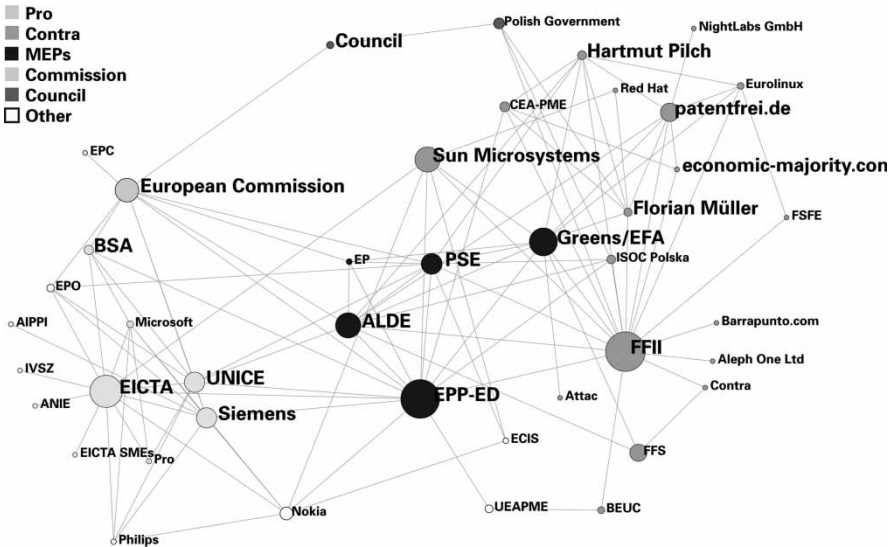 Pro
Contra
MEPs
Commission
Council
Other
Polish Government
NightLabs GmbH
Council
Hartmut Pilch
Red Hat
Eurolinux
CEA-PME
patentfrei.de
EPC
Sun Microsystems
economic-majority.con
European Commission
Florian Müller
FSFE
BSA
Greens/EFA
EP
PSE
ISOC Polska
EPO
AIPPI
Microsoft
ALDE
Barrapunto.com
FFII
IVSZ
UNICE
Aleph One Ltd
EICTA
EPP-ED
Attac
Contra
ANIE
Siemens
ECIS
EICTA SMEs
Pro
FFS
Nokia
UEAPME
BEUC
Philips